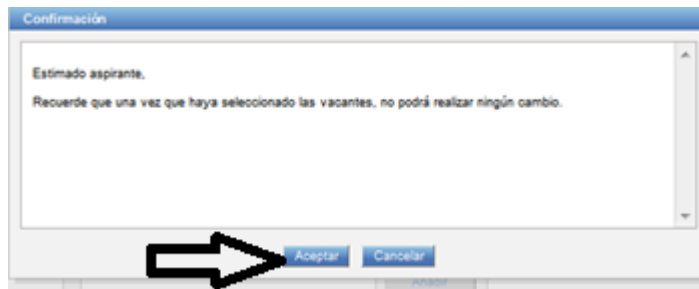 Confirmación
Estimado aspirante,
Recuerde que una vez que haya seleccionado las vacantes, no podrá realizar ningún cambio.
Aceptar Cancelar
Añadir